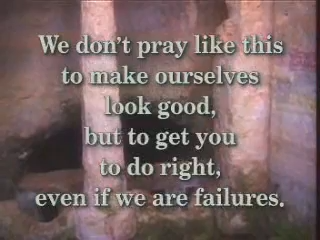 We don't pray like this
to make ourselves
look good,
but to get you
to do right,
even if we are failures.